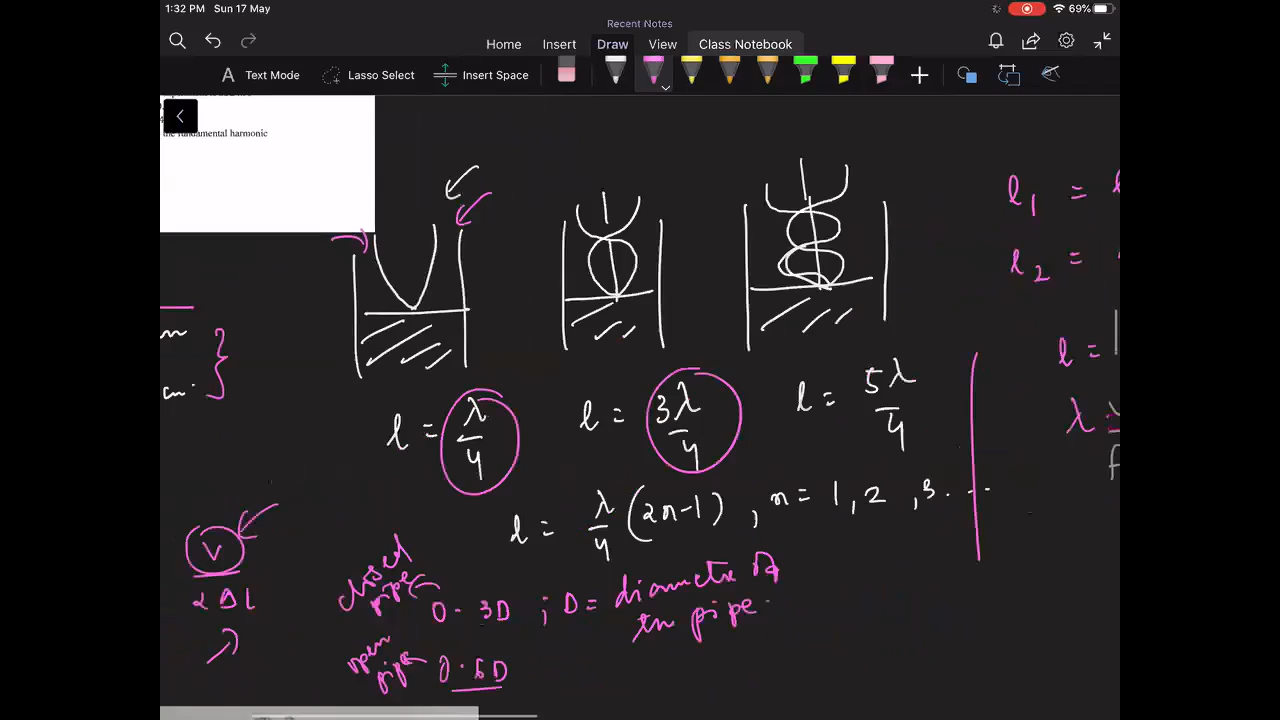 1:32 PM Sun 17 May
69%
Recent Notes
Home Insert Draw View Class Notebook
A Text Mode Lasso Select Insert Space
the fundamental harmonic
l1 =
l2 =
l = λ/4
l = 3λ/4
l = 5λ/4
l =
λ
f
l = λ/4 (2n-1), n = 1, 2, 3. ...
V
closed pipe 0.3D ; D = diameter of
the pipe.
open pipe 0.6D